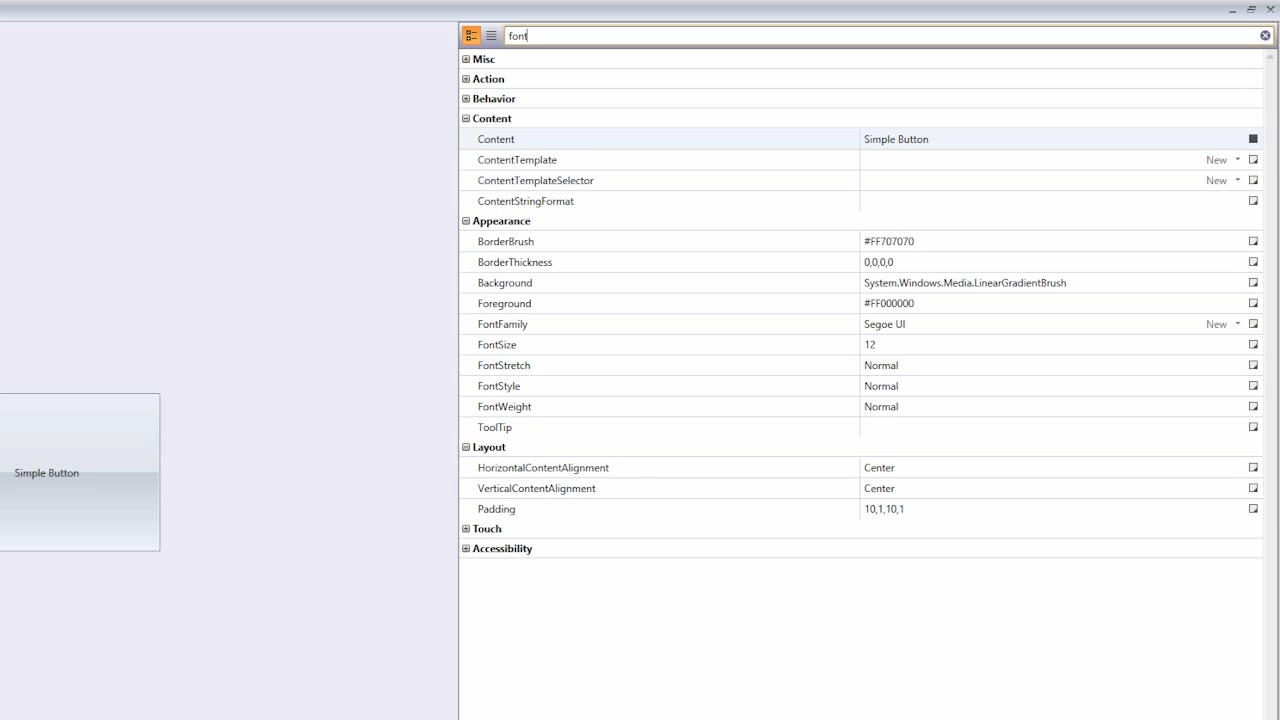 font
Misc
Action
Behavior
Content
Content Simple Button
ContentTemplate New
ContentTemplateSelector New
ContentStringFormat
Appearance
BorderBrush #FF707070
BorderThickness 0,0,0,0
Background System.Windows.Media.LinearGradientBrush
Foreground #FF000000
FontFamily Segoe UI New
FontSize 12
FontStretch Normal
FontStyle Normal
FontWeight Normal
ToolTip
Layout
HorizontalContentAlignment Center
Simple Button
VerticalContentAlignment Center
Padding 10,1,10,1
Touch
Accessibility